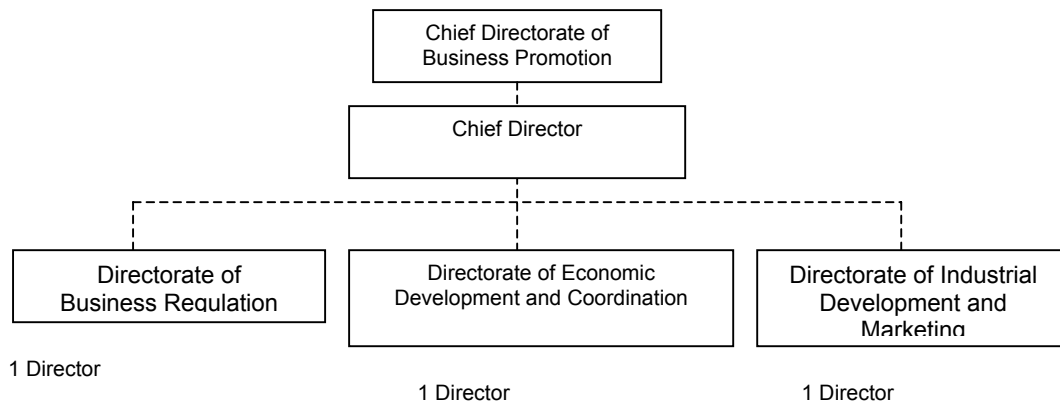 Chief Directorate of
Business Promotion
Chief Director
Directorate of
Business Regulation
Directorate of Economic
Development and Coordination
Directorate of Industrial
Development and
Marketing
1 Director
1 Director
1 Director